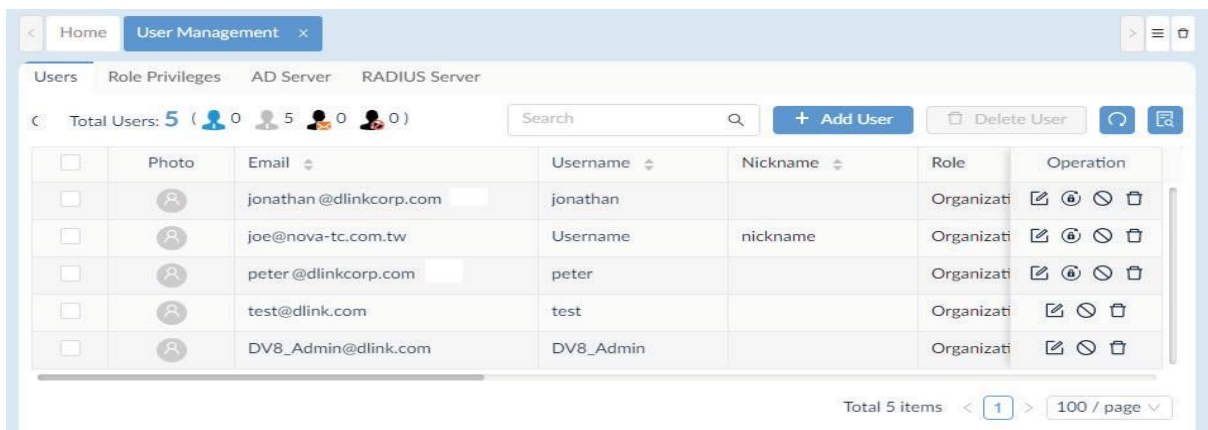 < Home User Management × >
Users Role Privileges AD Server RADIUS Server
Total Users: 5 ( 0 5 0 0 ) Search + Add User Delete User
Photo Email Username Nickname Role Operation
jonathan @dlinkcorp.com jonathan Organizati
joe@nova-tc.com.tw Username nickname Organizati
peter @dlinkcorp.com peter Organizati
test@dlink.com test Organizati
DV8_Admin@dlink.com DV8_Admin Organizati
Total 5 items < 1 > 100 / page